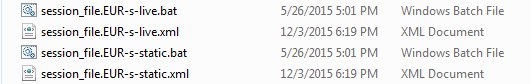 session_file.EUR-s-live.bat 5/26/2015 5:01 PM Windows Batch File
session_file.EUR-s-live.xml 12/3/2015 6:19 PM XML Document
session_file.EUR-s-static.bat 5/26/2015 5:01 PM Windows Batch File
session_file.EUR-s-static.xml 12/3/2015 6:19 PM XML Document